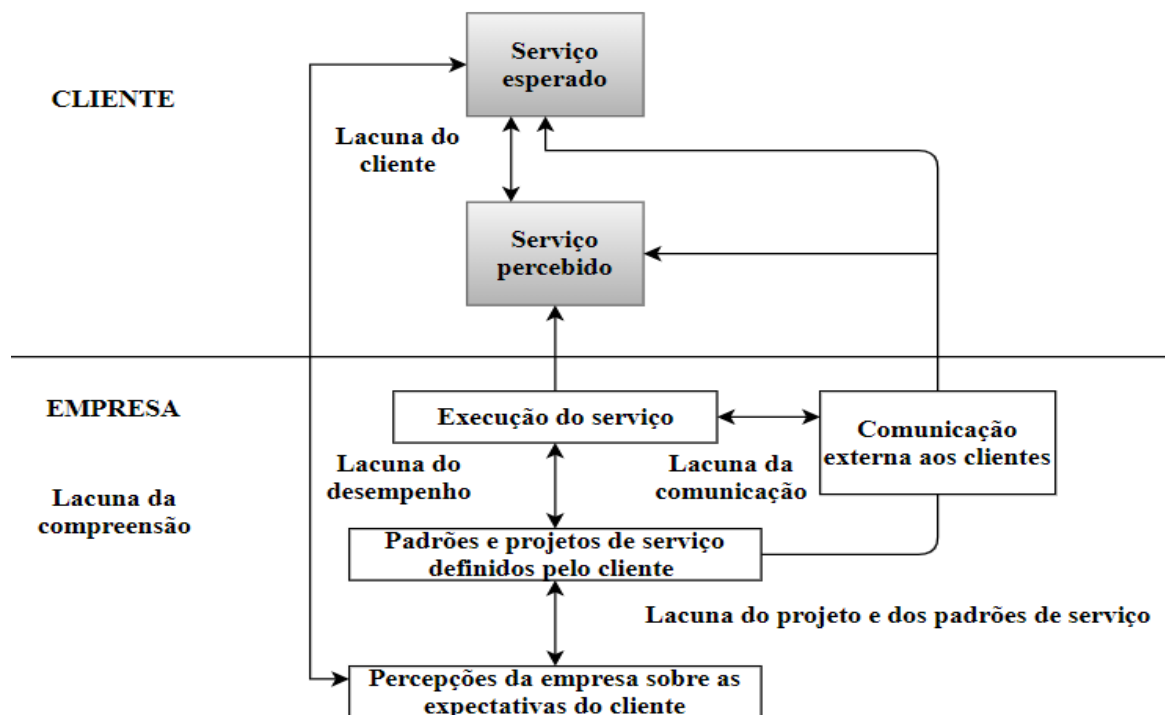 Serviço
esperado
CLIENTE
Lacuna do
cliente
Serviço
percebido
EMPRESA
Execução do serviço
Comunicação
externa aos clientes
Lacuna do
desempenho
Lacuna da
comunicação
Lacuna da
compreensão
Padrões e projetos de serviço
definidos pelo cliente
Lacuna do projeto e dos padrões de serviço
Percepções da empresa sobre as
expectativas do cliente